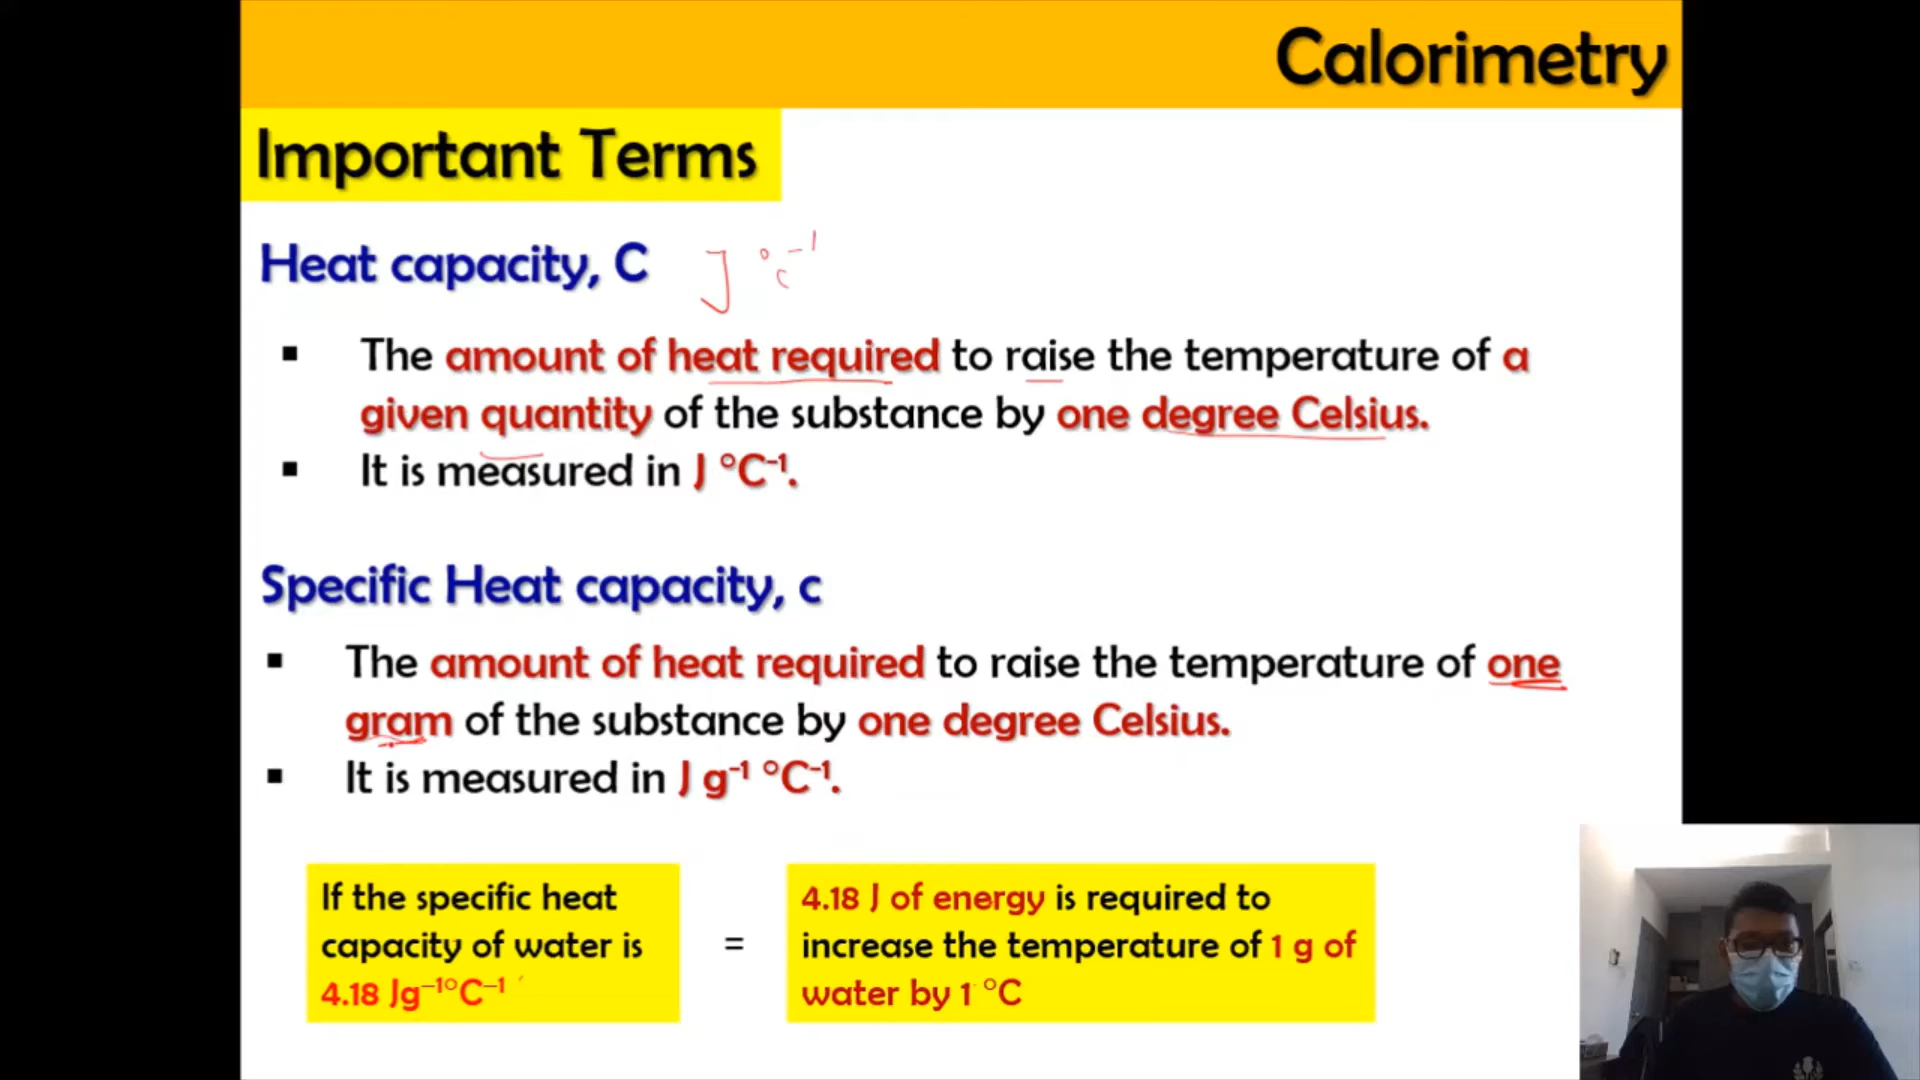 Calorimetry
Important Terms
Heat capacity, C J °C⁻¹
▪ The amount of heat required to raise the temperature of a
given quantity of the substance by one degree Celsius.
▪ It is measured in J °C⁻¹.
Specific Heat capacity, c
▪ The amount of heat required to raise the temperature of one
gram of the substance by one degree Celsius.
▪ It is measured in J g⁻¹ °C⁻¹.
If the specific heat
capacity of water is
4.18 Jg⁻¹°C⁻¹
=
4.18 J of energy is required to
increase the temperature of 1 g of
water by 1 °C